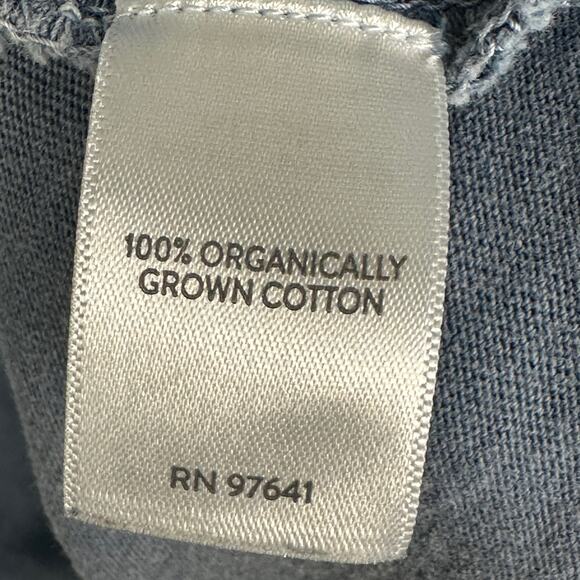 100% ORGANICALLY
GROWN COTTON
RN 97641